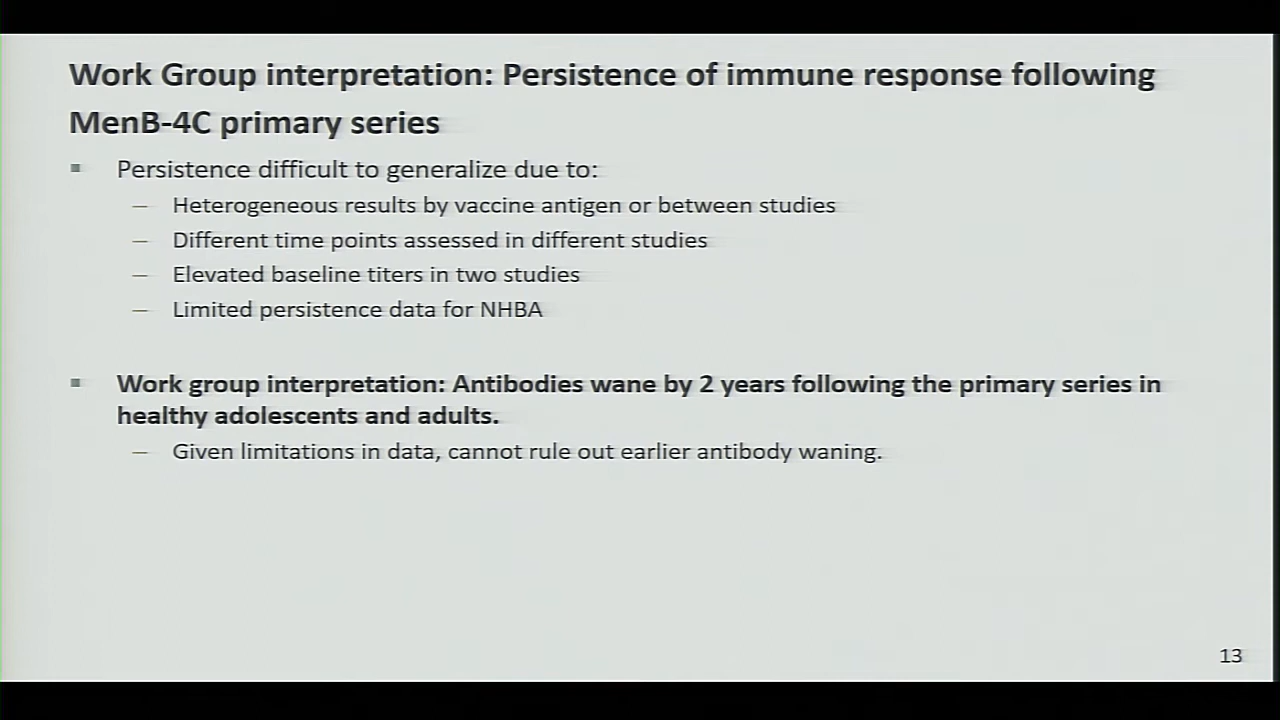 Work Group interpretation: Persistence of immune response following
MenB-4C primary series
▪ Persistence difficult to generalize due to:
– Heterogeneous results by vaccine antigen or between studies
– Different time points assessed in different studies
– Elevated baseline titers in two studies
– Limited persistence data for NHBA
▪ Work group interpretation: Antibodies wane by 2 years following the primary series in
healthy adolescents and adults.
– Given limitations in data, cannot rule out earlier antibody waning.
13